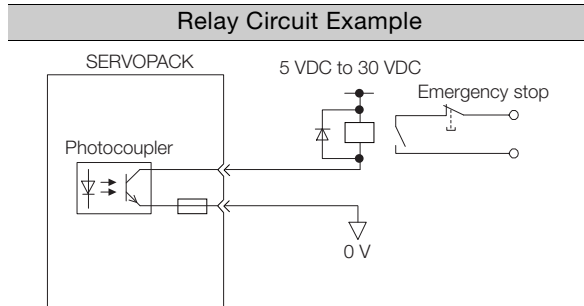 Relay Circuit Example
SERVOPACK
5 VDC to 30 VDC
Emergency stop
Photocoupler
0 V